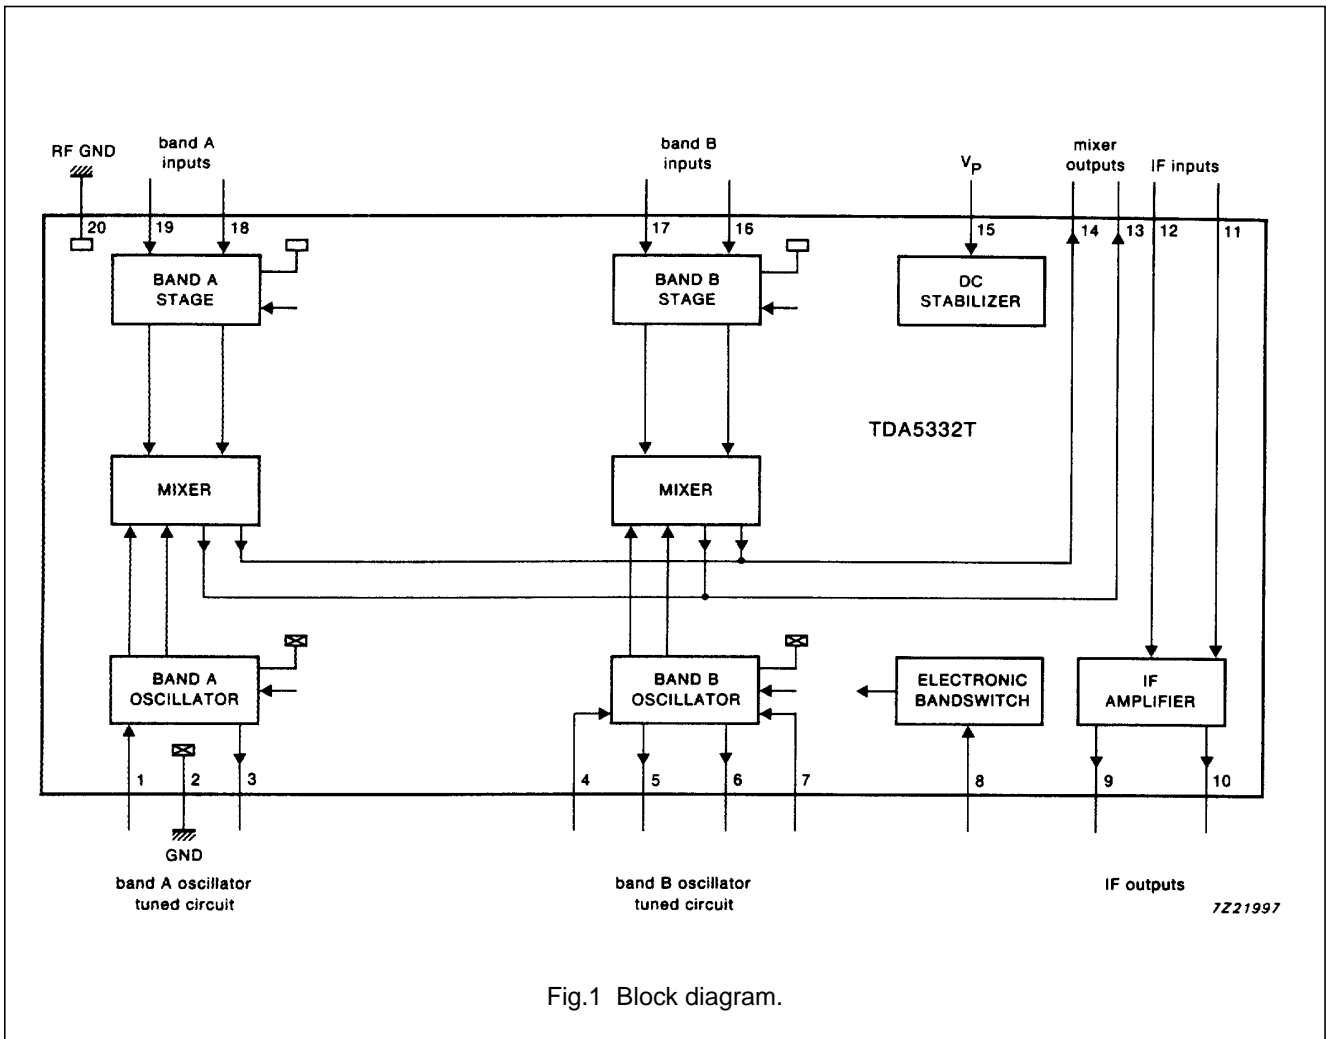 RF GND
band A
inputs
band B
inputs
VP
mixer
outputs
IF inputs
20
19
18
17
16
15
14
13
12
11
BAND A
STAGE
BAND B
STAGE
DC
STABILIZER
TDA5332T
MIXER
MIXER
BAND A
OSCILLATOR
BAND B
OSCILLATOR
ELECTRONIC
BANDSWITCH
IF
AMPLIFIER
1
2
3
4
5
6
7
8
9
10
GND
band A oscillator
tuned circuit
band B oscillator
tuned circuit
IF outputs
7Z21997
Fig.1 Block diagram.